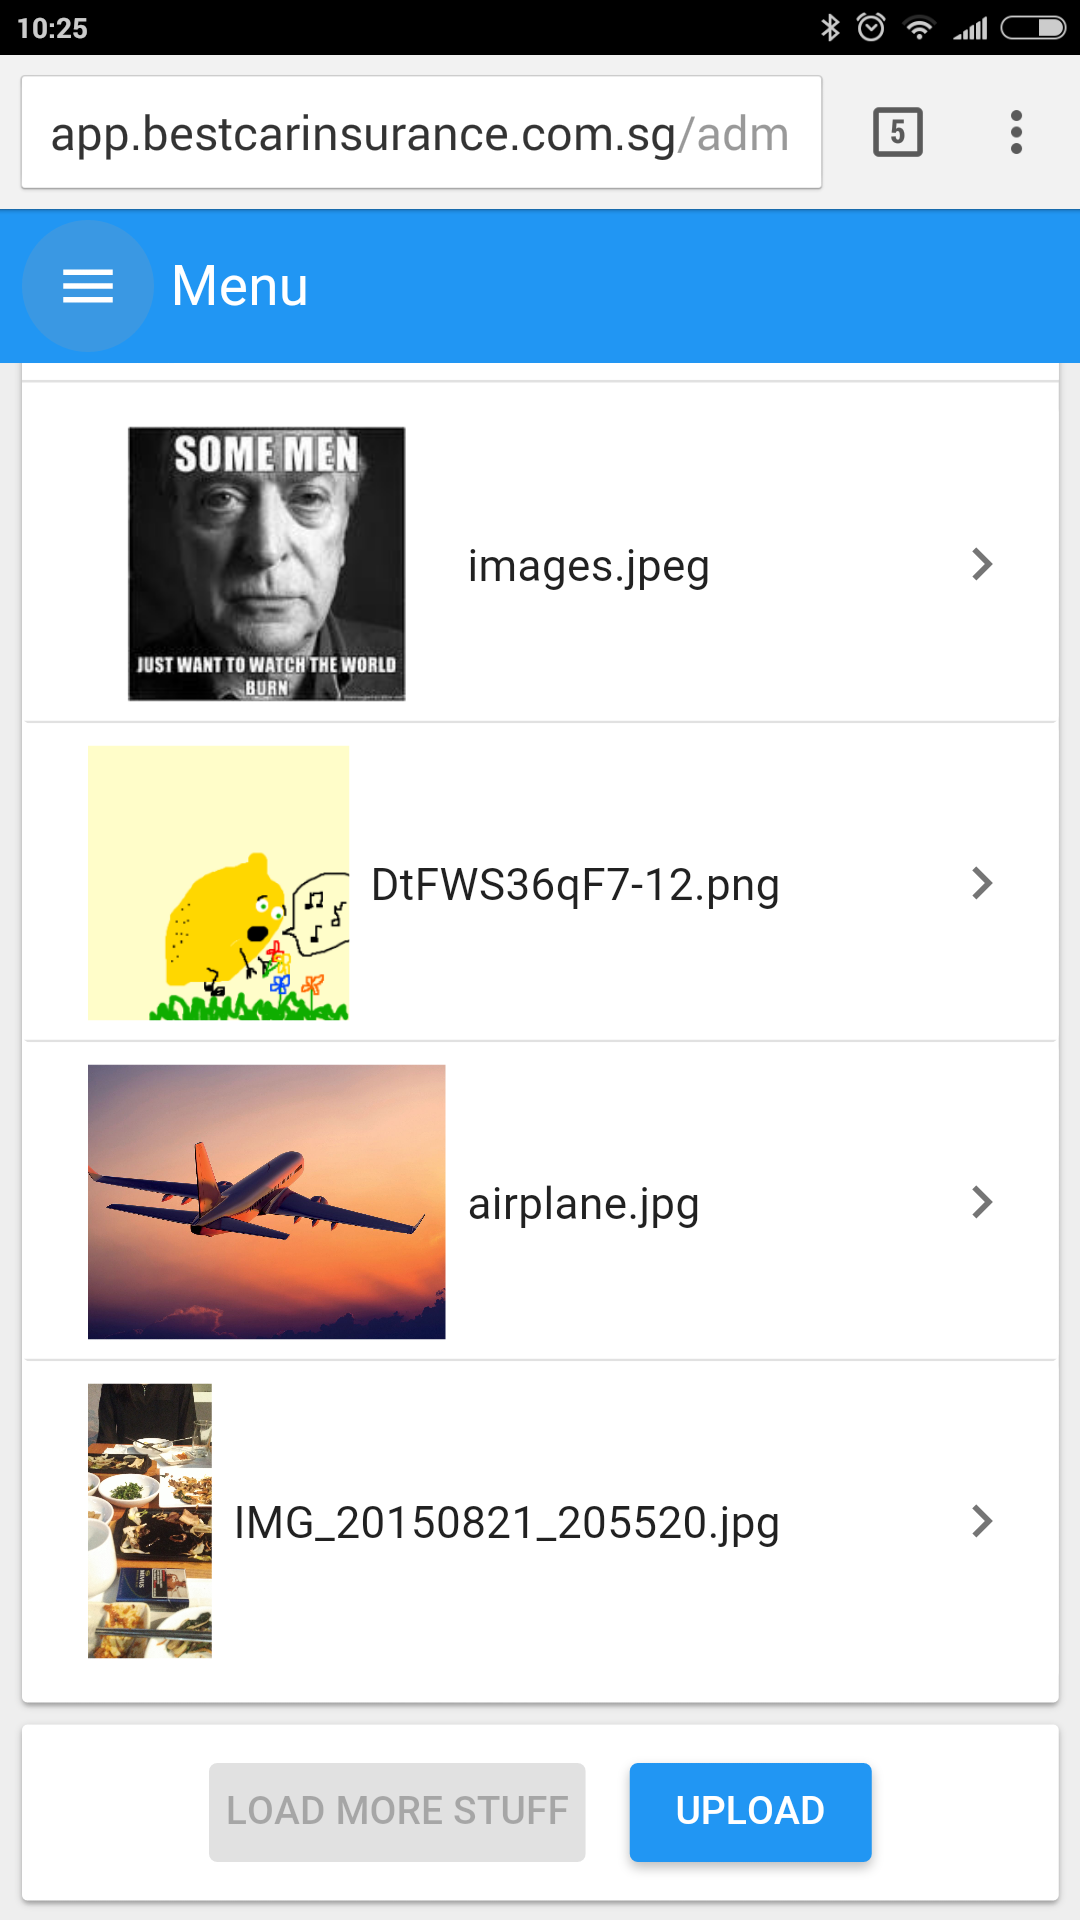 10:25
app.bestcarinsurance.com.sg/adm
5
Menu
SOME MEN
JUST WANT TO WATCH THE WORLD
BURN
images.jpeg
DtFWS36qF7-12.png
airplane.jpg
IMG_20150821_205520.jpg
LOAD MORE STUFF
UPLOAD